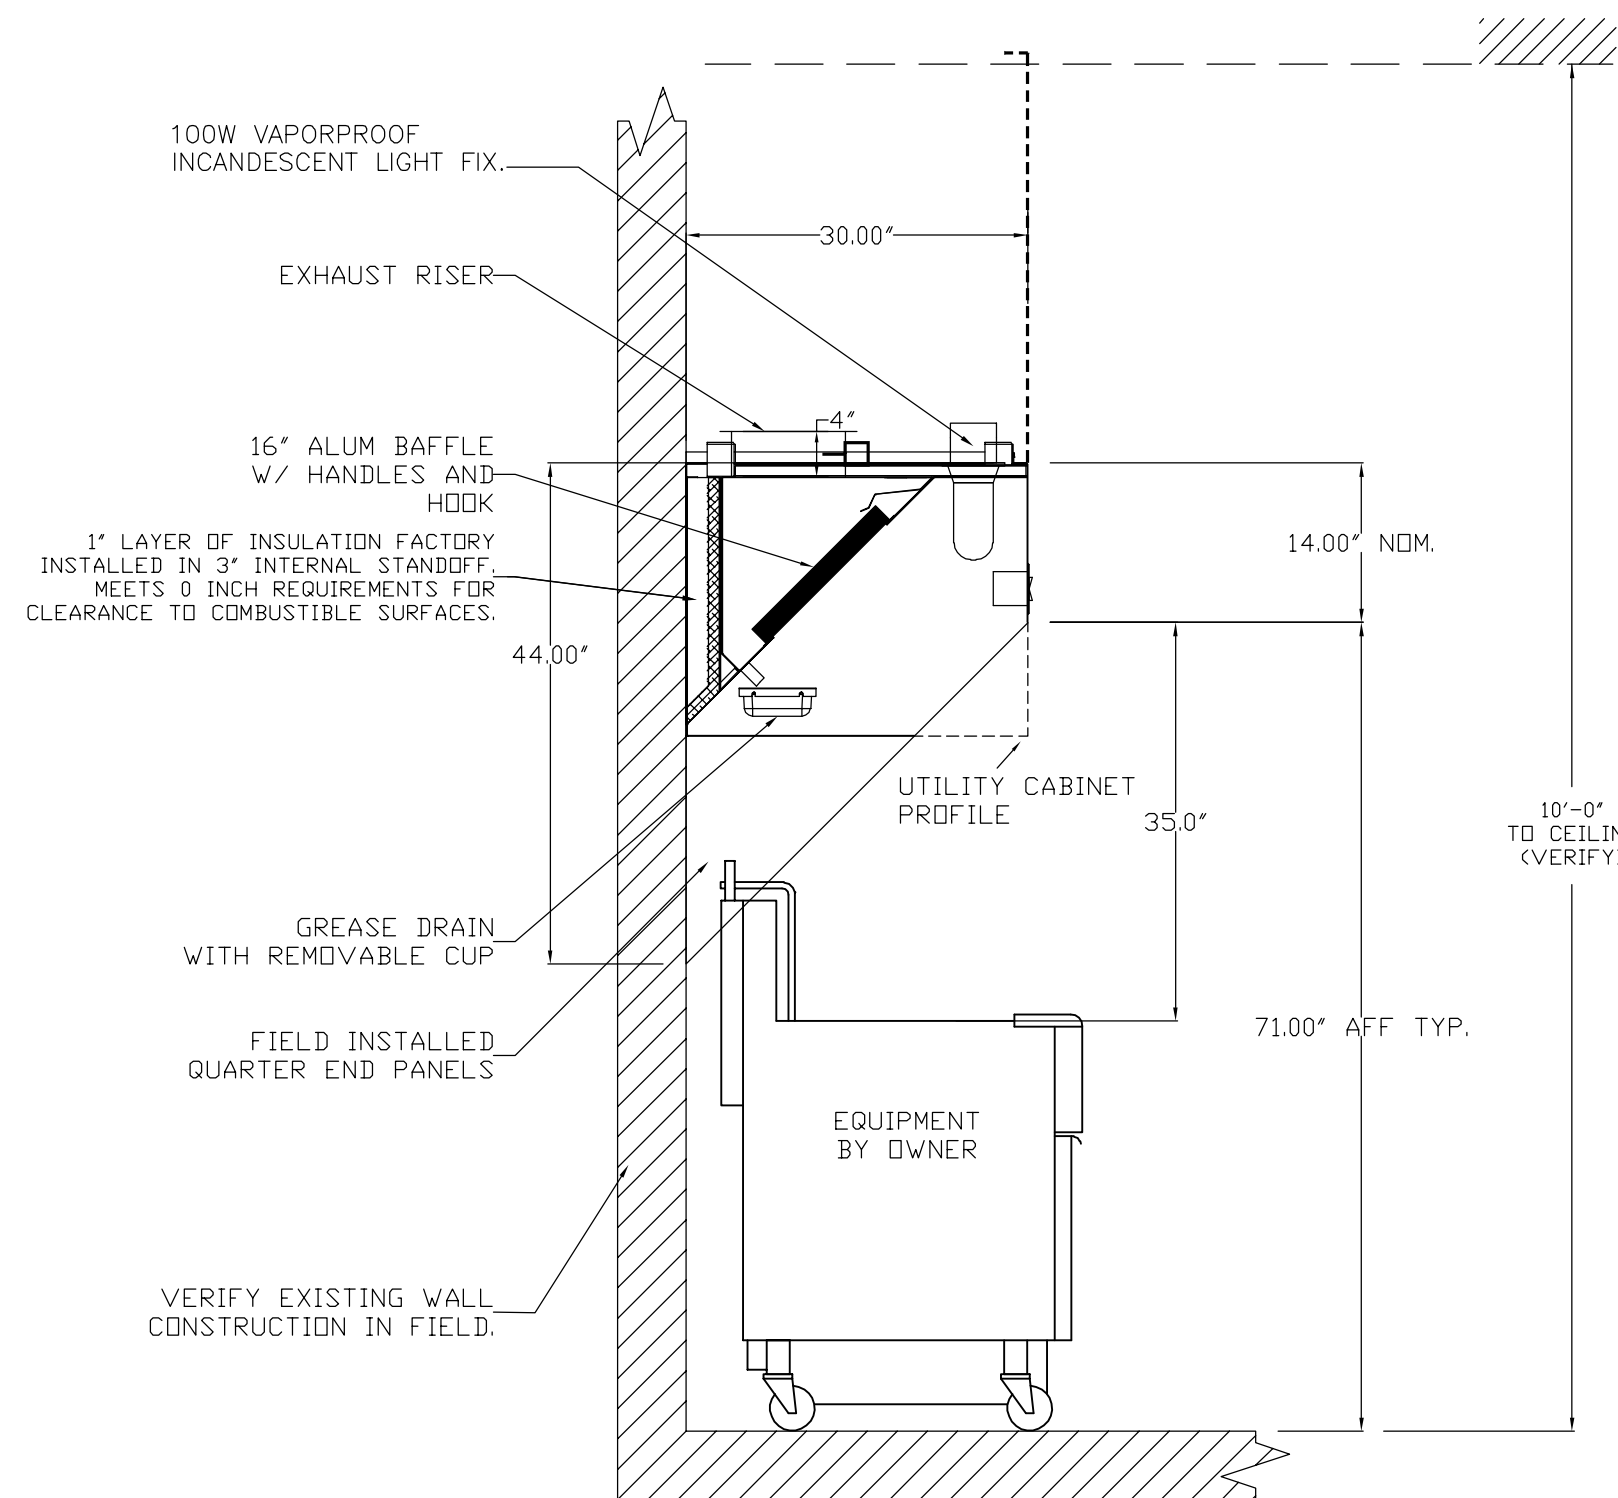 100W VAPORPROOF
INCANDESCENT LIGHT FIX.
30.00"
EXHAUST RISER
4"
16" ALUM BAFFLE
W/ HANDLES AND
HOOK
1" LAYER OF INSULATION FACTORY
INSTALLED IN 3" INTERNAL STANDOFF.
MEETS 0 INCH REQUIREMENTS FOR
CLEARANCE TO COMBUSTIBLE SURFACES.
14.00" NOM.
44.00"
UTILITY CABINET
PROFILE
35.0"
10'-0"
TO CEILIN
(VERIFY)
GREASE DRAIN
WITH REMOVABLE CUP
FIELD INSTALLED
QUARTER END PANELS
71.00" AFF TYP.
EQUIPMENT
BY OWNER
VERIFY EXISTING WALL
CONSTRUCTION IN FIELD.